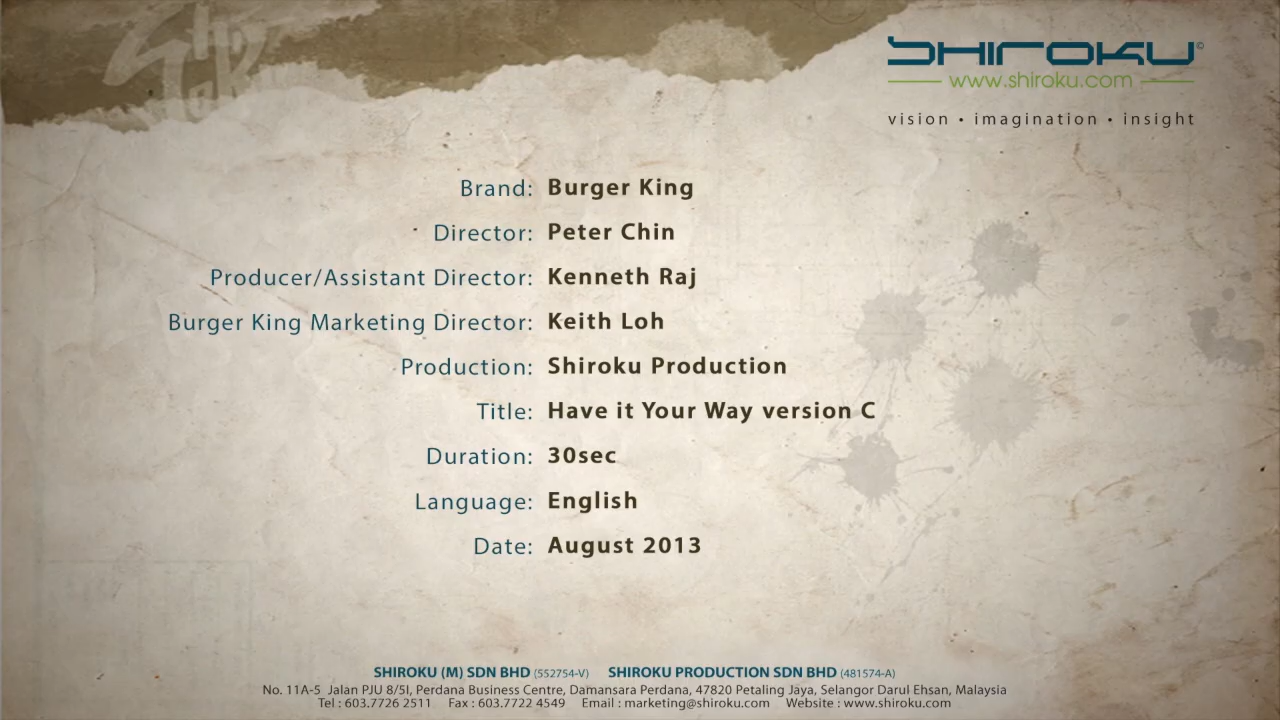 SHIROKU©
www.shiroku.com
vision • imagination • insight
Brand: Burger King
Director: Peter Chin
Producer/Assistant Director: Kenneth Raj
Burger King Marketing Director: Keith Loh
Production: Shiroku Production
Title: Have it Your Way version C
Duration: 30sec
Language: English
Date: August 2013
SHIROKU (M) SDN BHD (552754-V) SHIROKU PRODUCTION SDN BHD (481574-A)
No. 11A-5 Jalan PJU 8/5I, Perdana Business Centre, Damansara Perdana, 47820 Petaling Jaya, Selangor Darul Ehsan, Malaysia
Tel : 603.7726 2511 Fax : 603.7722 4549 Email : marketing@shiroku.com Website : www.shiroku.com